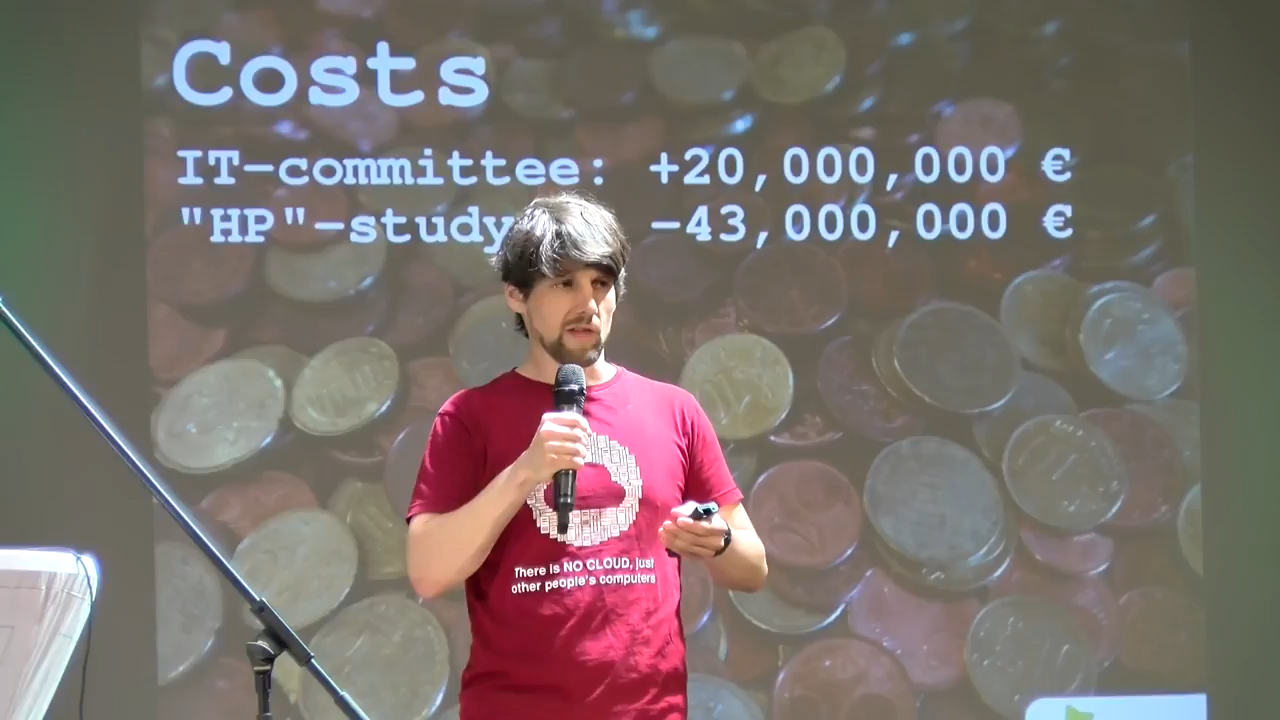 Costs
IT-committee: +20,000,000 €
"HP"-study -43,000,000 €
There is NO CLOUD, just
other people's computers